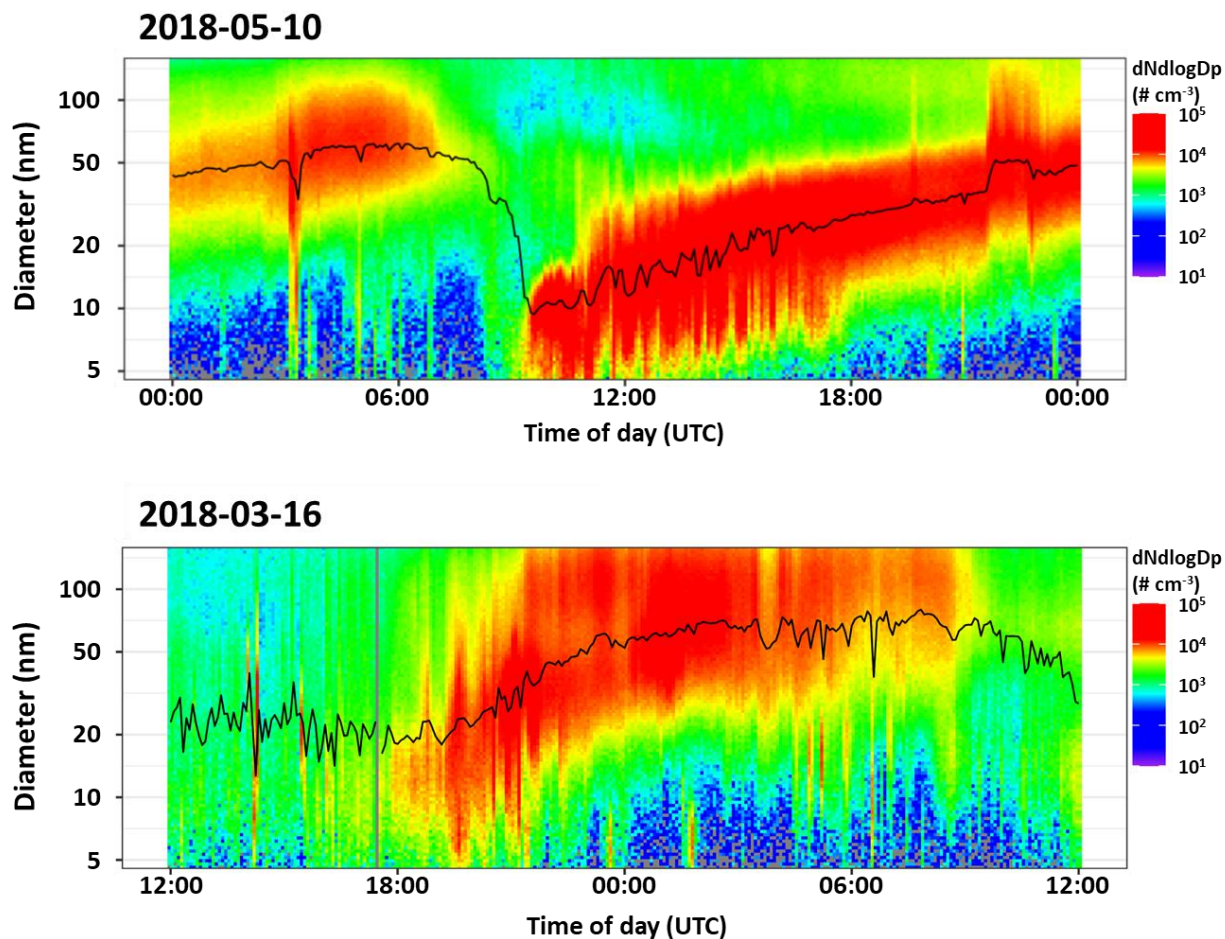 2018-05-10
dNdlogDp
(# cm⁻³)
10⁵
10⁴
10³
10²
10¹
Diameter (nm)
100
50
20
10
5
00:00 06:00 12:00 18:00 00:00
Time of day (UTC)
2018-03-16
dNdlogDp
(# cm⁻³)
10⁵
10⁴
10³
10²
10¹
Diameter (nm)
100
50
20
10
5
12:00 18:00 00:00 06:00 12:00
Time of day (UTC)